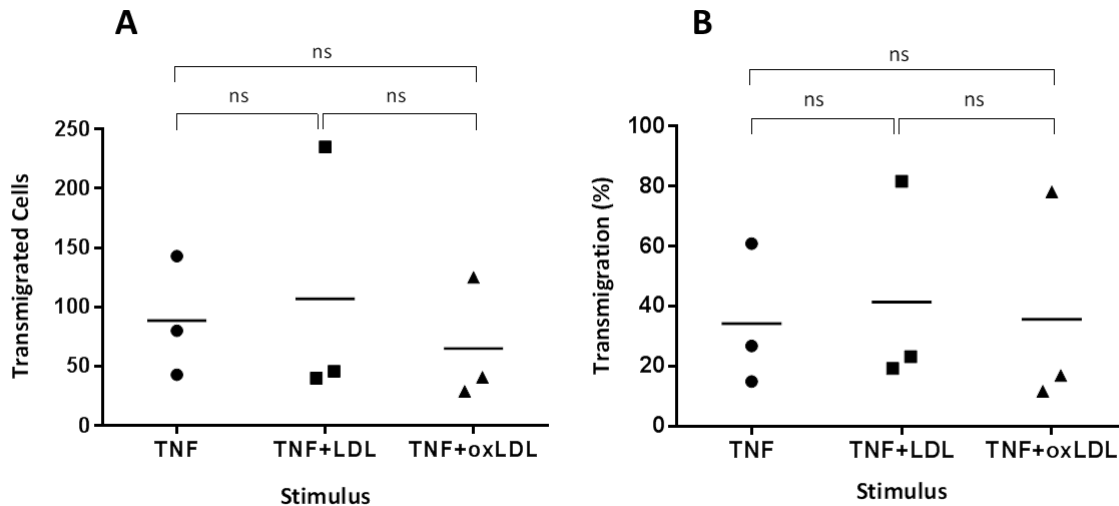 A
ns
ns
ns
250
200
150
100
50
0
Transmigrated Cells
TNF
TNF+LDL
TNF+oxLDL
Stimulus
B
ns
ns
ns
100
80
60
40
20
0
Transmigration (%)
TNF
TNF+LDL
TNF+oxLDL
Stimulus